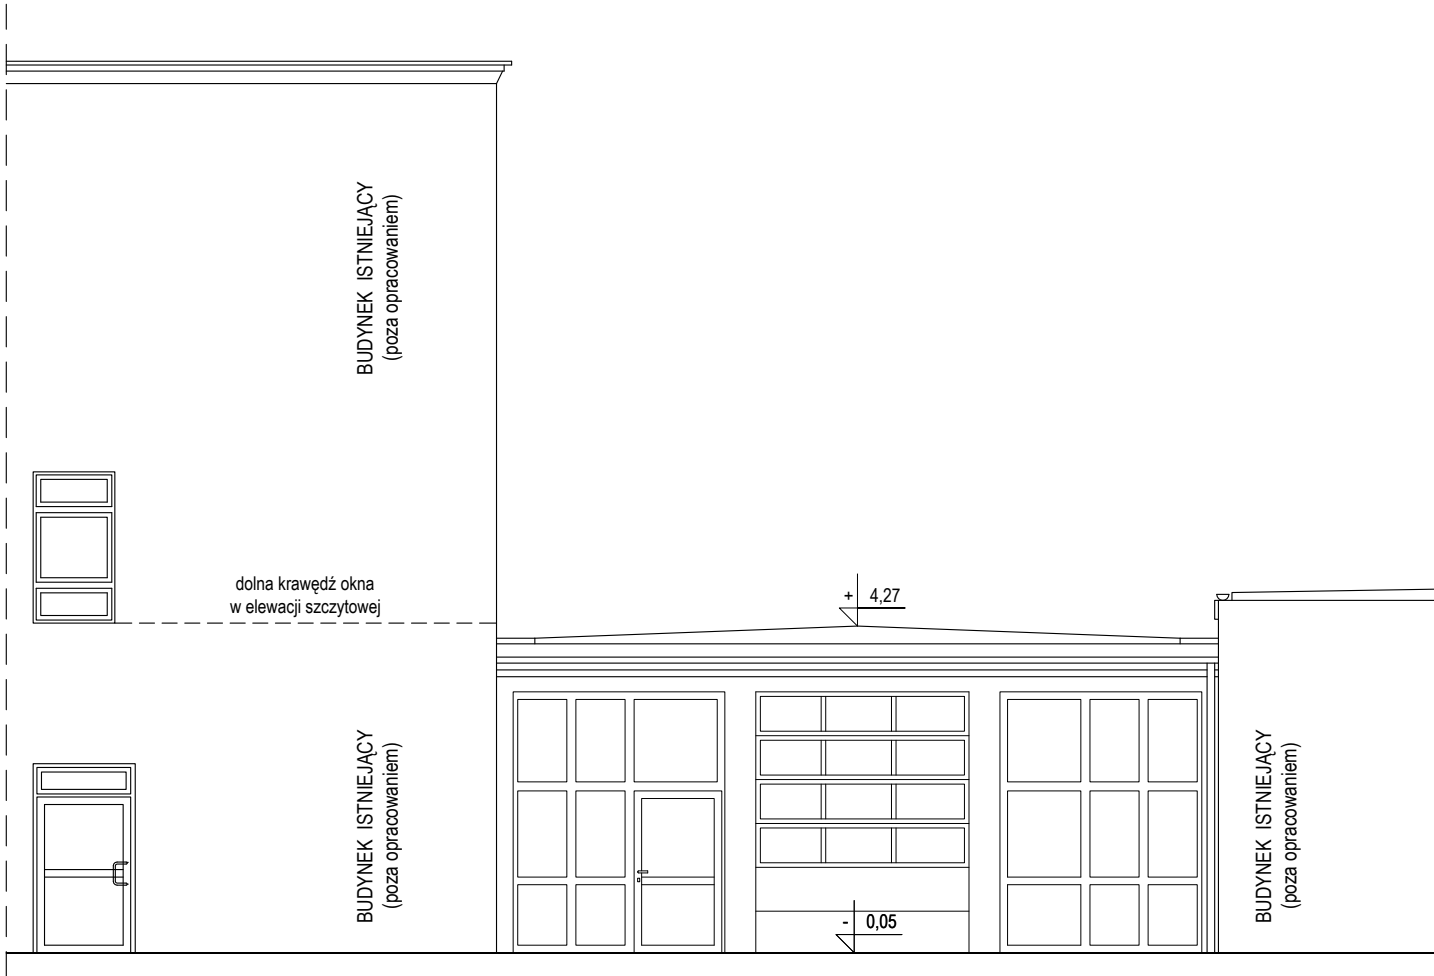 BUDYNEK ISTNIEJĄCY
(poza opracowaniem)
dolna krawędź okna
w elewacji szczytowej
+ 4,27
BUDYNEK ISTNIEJĄCY
(poza opracowaniem)
BUDYNEK ISTNIEJĄCY
(poza opracowaniem)
- 0,05